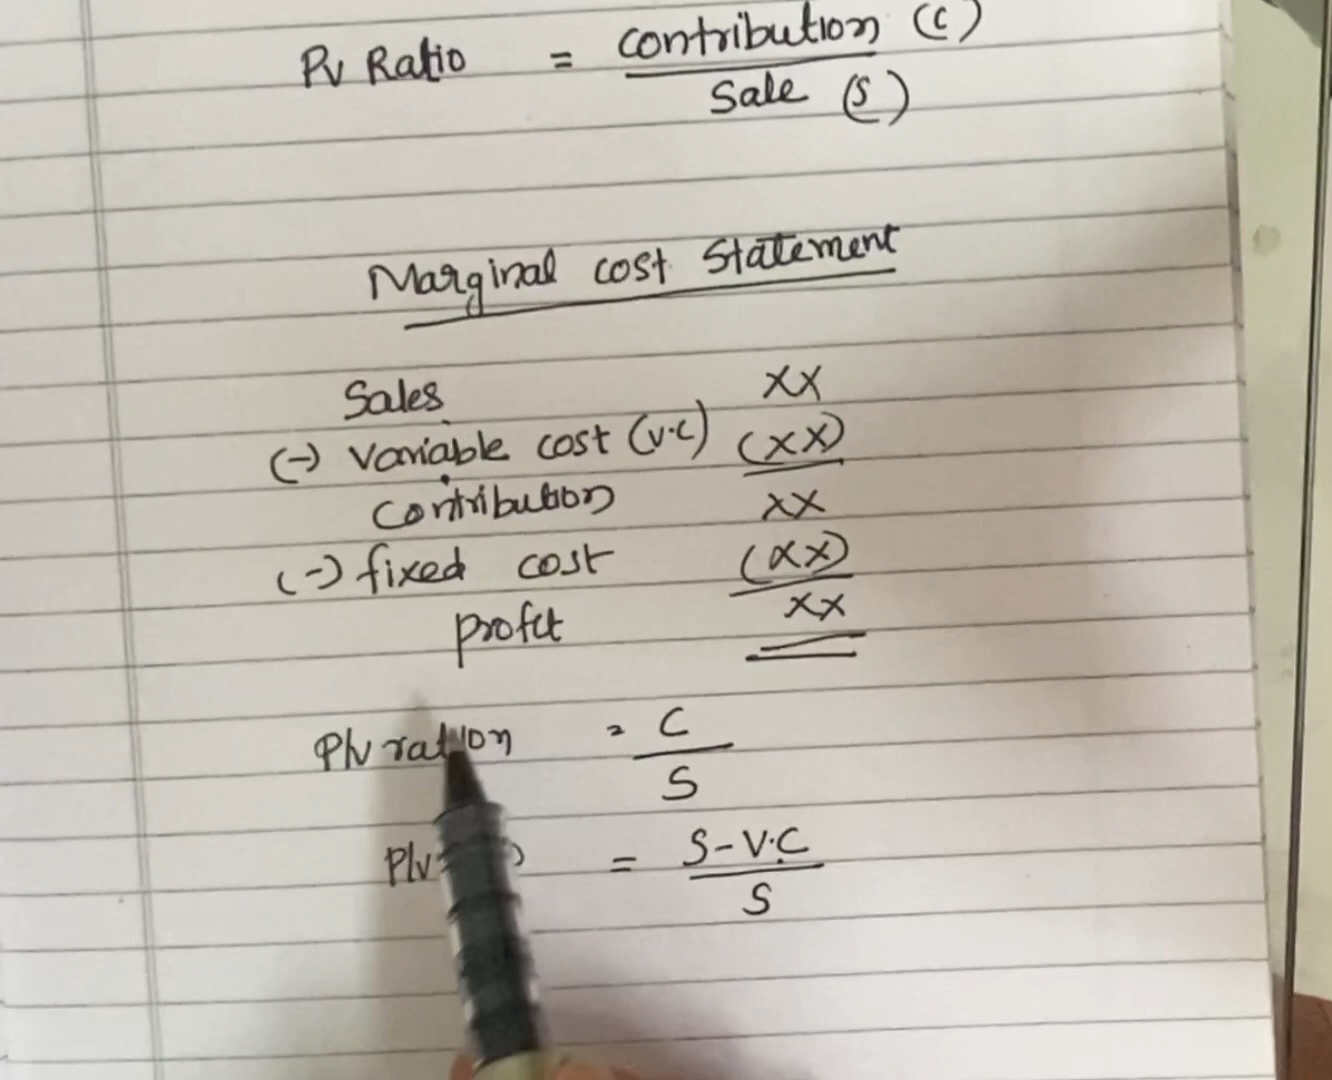 PV Ratio = contribution (C)
Sale (S)
Marginal cost Statement
Sales XX
(-) Variable cost (V.C) (XX)
Contribution XX
(-) fixed cost (XX)
profit XX
P/V ration = C
S
= S-V.C
S